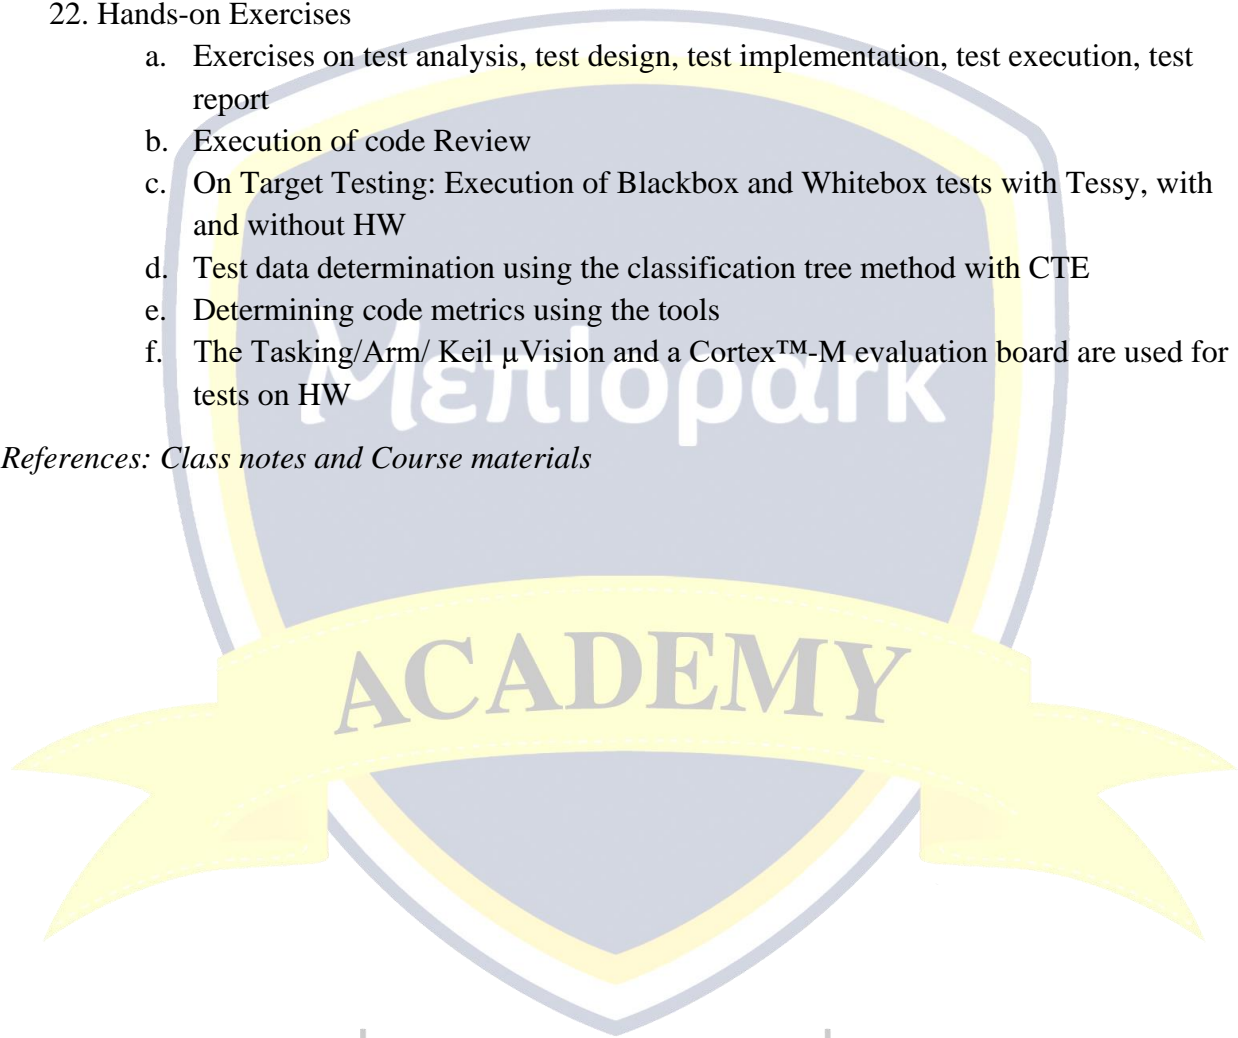 22. Hands-on Exercises
a. Exercises on test analysis, test design, test implementation, test execution, test
report
b. Execution of code Review
c. On Target Testing: Execution of Blackbox and Whitebox tests with Tessy, with
and without HW
d. Test data determination using the classification tree method with CTE
e. Determining code metrics using the tools
f. The Tasking/Arm/ Keil µVision and a Cortex™-M evaluation board are used for
tests on HW
Μεπlοραrk
References: Class notes and Course materials
ACADEMY